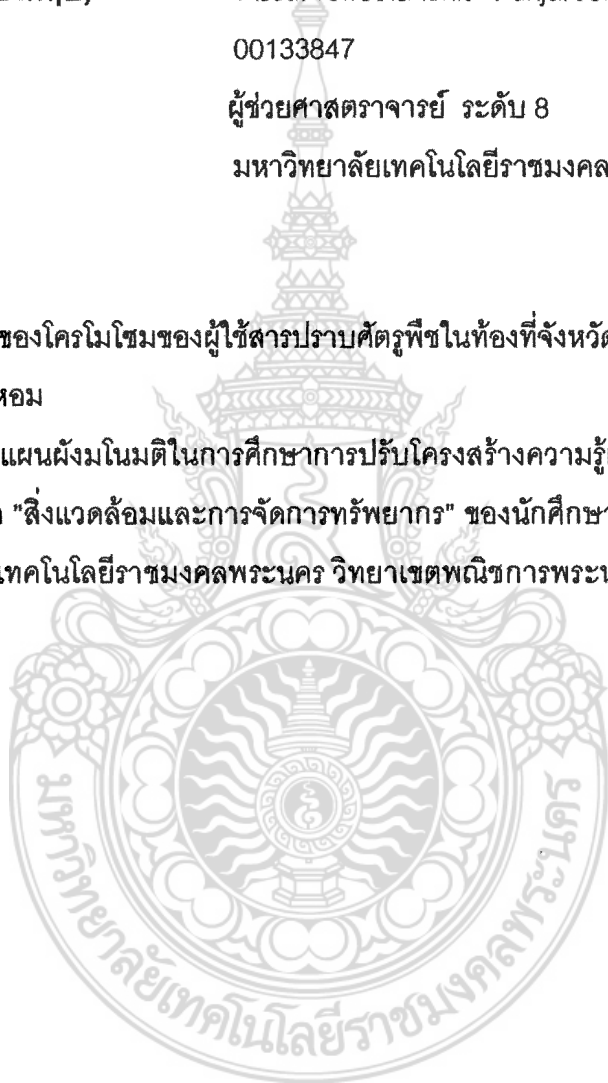 00133847
ผู้ช่วยศาสตราจารย์ ระดับ 8
มหาวิทยาลัยเทคโนโลยีราชมงคล
ของโครโมโซมของผู้ใช้สารปราบศัตรูพืชในท้องที่จังหวัด
หอม
แผนผังมโนมติในการศึกษาการปรับโครงสร้างความรู้
"สิ่งแวดล้อมและการจัดการทรัพยากร" ของนักศึกษา
เทคโนโลยีราชมงคลพระนคร วิทยาเขตพณิชการพระน
มหาวิทยาลัยเทคโนโลยีราชมงคลพระนคร